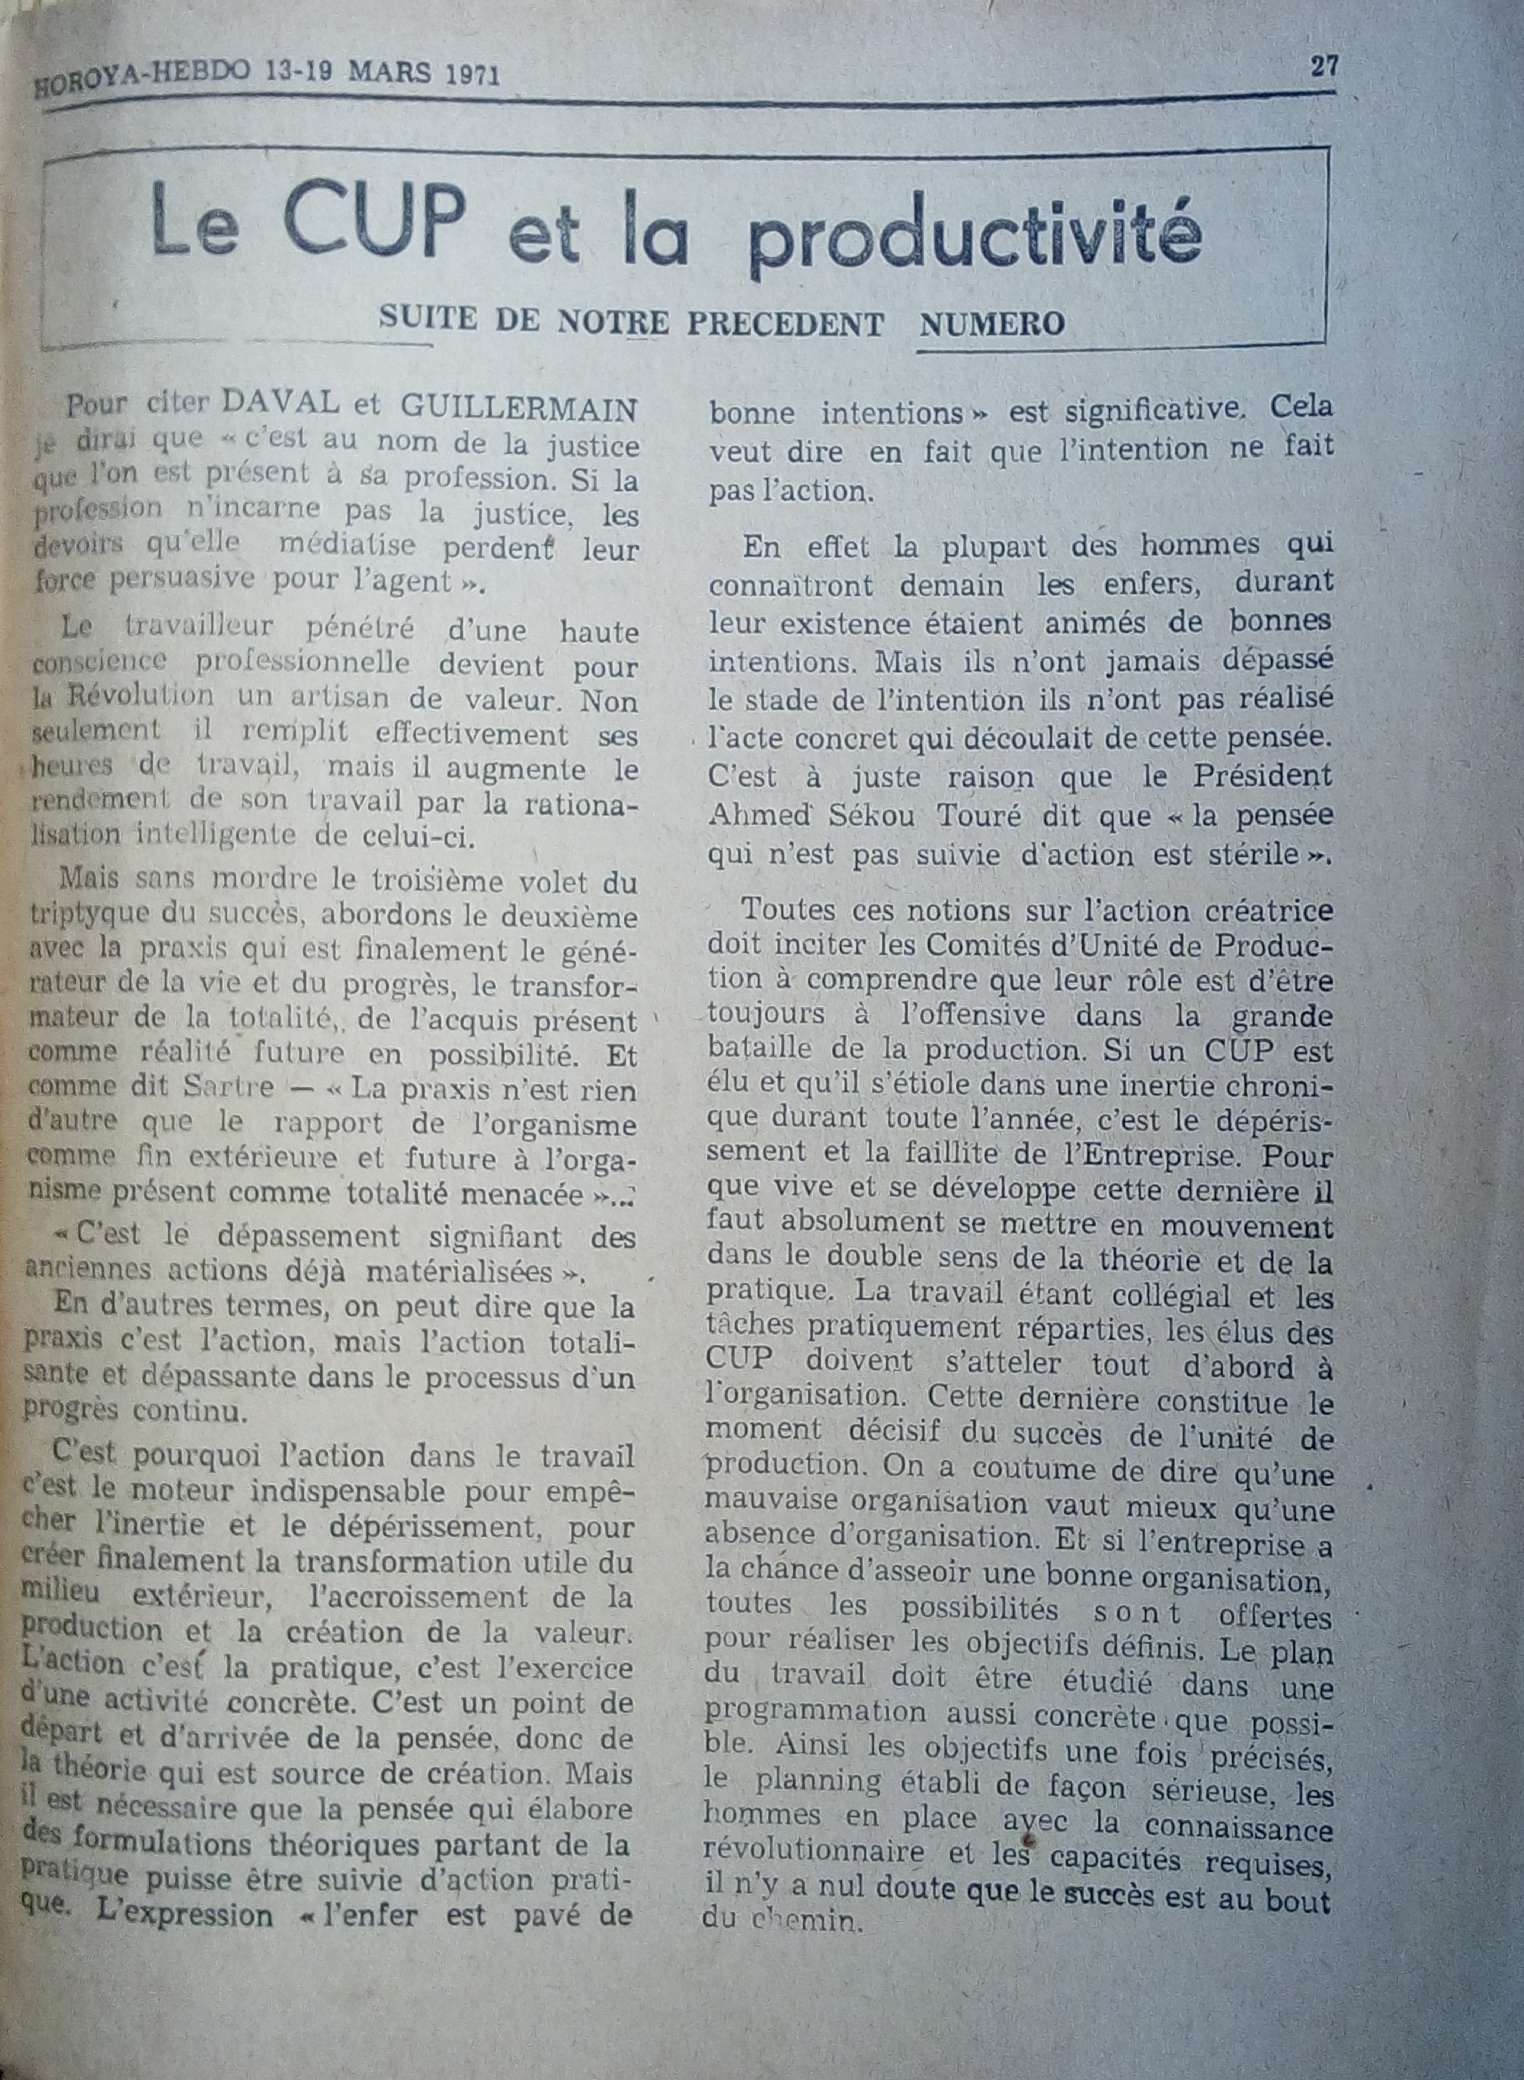 HOROYA-HEBDO 13-19 MARS 1971
27
Le CUP et la productivité
SUITE DE NOTRE PRECEDENT NUMERO
Pour citer DAVAL et GUILLERMAIN
je dirai que « c'est au nom de la justice
que l'on est présent à sa profession. Si la
profession n'incarne pas la justice, les
devoirs qu'elle médiatise perdent leur
force persuasive pour l'agent ».
Le travailleur pénétré d'une haute
conscience professionnelle devient pour
la Révolution un artisan de valeur. Non
seulement il remplit effectivement ses
heures de travail, mais il augmente le
rendement de son travail par la rationa-
lisation intelligente de celui-ci.
Mais sans mordre le troisième volet du
triptyque du succès, abordons le deuxième
avec la praxis qui est finalement le géné-
rateur de la vie et du progrès, le transfor-
mateur de la totalité, de l'acquis présent
comme réalité future en possibilité. Et
comme dit Sartre — « La praxis n'est rien
d'autre que le rapport de l'organisme
comme fin extérieure et future à l'orga-
nisme présent comme totalité menacée »...
« C'est le dépassement signifiant des
anciennes actions déjà matérialisées ».
En d'autres termes, on peut dire que la
praxis c'est l'action, mais l'action totali-
sante et dépassante dans le processus d'un
progrès continu.
C'est pourquoi l'action dans le travail
c'est le moteur indispensable pour empê-
cher l'inertie et le dépérissement, pour
créer finalement la transformation utile du
milieu extérieur, l'accroissement de la
production et la création de la valeur.
L'action c'est la pratique, c'est l'exercice
d'une activité concrète. C'est un point de
départ et d'arrivée de la pensée, donc de
la théorie qui est source de création. Mais
il est nécessaire que la pensée qui élabore
des formulations théoriques partant de la
pratique puisse être suivie d'action prati-
que. L'expression « l'enfer est pavé de
bonne intentions » est significative. Cela
veut dire en fait que l'intention ne fait
pas l'action.
En effet la plupart des hommes qui
connaitront demain les enfers, durant
leur existence étaient animés de bonnes
intentions. Mais ils n'ont jamais dépassé
le stade de l'intention ils n'ont pas réalisé
l'acte concret qui découlait de cette pensée.
C'est à juste raison que le Président
Ahmed Sékou Touré dit que « la pensée
qui n'est pas suivie d'action est stérile ».
Toutes ces notions sur l'action créatrice
doit inciter les Comités d'Unité de Produc-
tion à comprendre que leur rôle est d'être
toujours à l'offensive dans la grande
bataille de la production. Si un CUP est
élu et qu'il s'étiole dans une inertie chroni-
que durant toute l'année, c'est le dépéris-
sement et la faillite de l'Entreprise. Pour
que vive et se développe cette dernière il
faut absolument se mettre en mouvement
dans le double sens de la théorie et de la
pratique. La travail étant collégial et les
tâches pratiquement réparties, les élus des
CUP doivent s'atteler tout d'abord à
l'organisation. Cette dernière constitue le
moment décisif du succès de l'unité de
production. On a coutume de dire qu'une
mauvaise organisation vaut mieux qu'une
absence d'organisation. Et si l'entreprise a
la chance d'asseoir une bonne organisation,
toutes les possibilités sont offertes
pour réaliser les objectifs définis. Le plan
du travail doit être étudié dans une
programmation aussi concrète que possi-
ble. Ainsi les objectifs une fois précisés,
le planning établi de façon sérieuse, les
hommes en place avec la connaissance
révolutionnaire et les capacités requises,
il n'y a nul doute que le succès est au bout
du chemin.